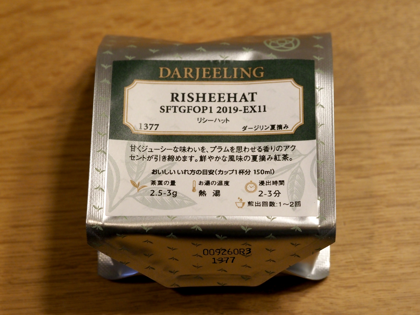 DARJEELING
RISHEEHAT
SFTGFOP1 2019-EX11
リシーハット
1377 ダージリン夏摘み
甘くジューシーな味わいを、プラムを思わせる香りのアク
セントが引き締めます。鮮やかな風味の夏摘み紅茶。
おいしいいれ方の目安(カップ1杯分 150ml)
茶葉の量 お湯の温度 浸出時間
2.5-3g 熱湯 2-3分
煎出回数:1~2回
00926083
1377